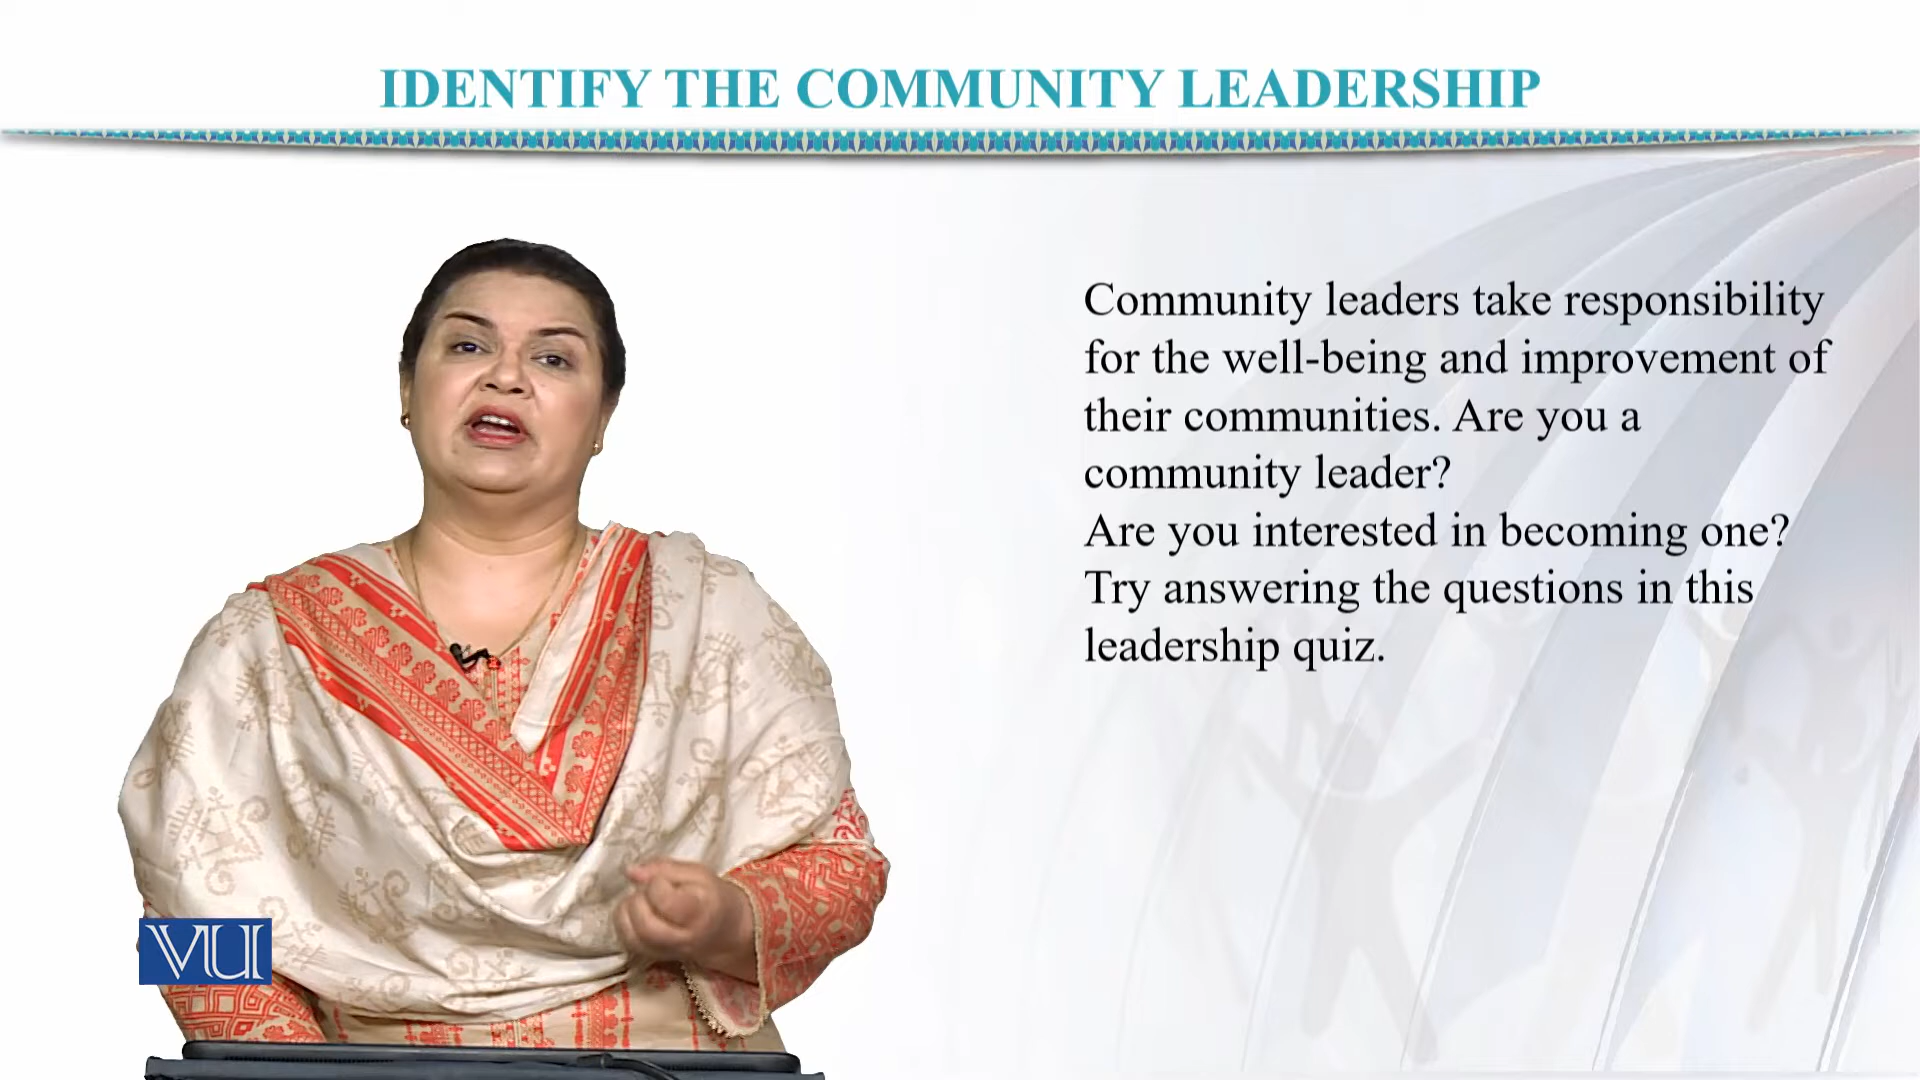 IDENTIFY THE COMMUNITY LEADERSHIP
Community leaders take responsibility
for the well-being and improvement of
their communities. Are you a
community leader?
Are you interested in becoming one?
Try answering the questions in this
leadership quiz.
VU